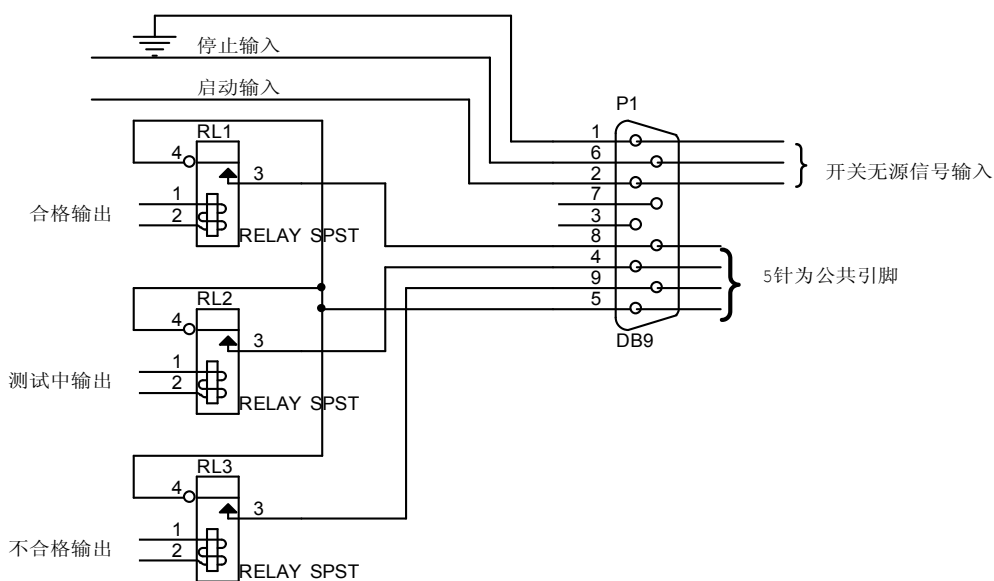 停止输入
启动输入
P1
RL1
1
4
6
开关无源信号输入
3
2
1
7
合格输出
2
3
RELAY SPST
8
4
5针为公共引脚
9
RL2
5
4
3
DB9
1
测试中输出
2
RELAY SPST
RL3
4
3
1
不合格输出
2
RELAY SPST